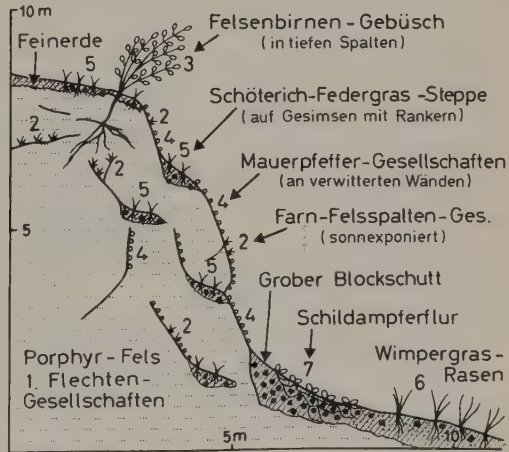 10 m
Felsenbirnen - Gebüsch
(in tiefen Spalten)
Feinerde
5
3
Schöterich-Federgras -Steppe
(auf Gesimsen mit Rankern)
2
4
2
5
2
Mauerpfeffer-Gesellschaften
(an verwitterten Wänden)
4
5
Farn-Felsspalten-Ges.
(sonnexponiert)
2
5
4
5
Grober Blockschutt
4
2
Schildampferflur
7
Wimpergras-
Rasen
6
Porphyr - Fels
1. Flechten-
Gesellschaften
5m
10